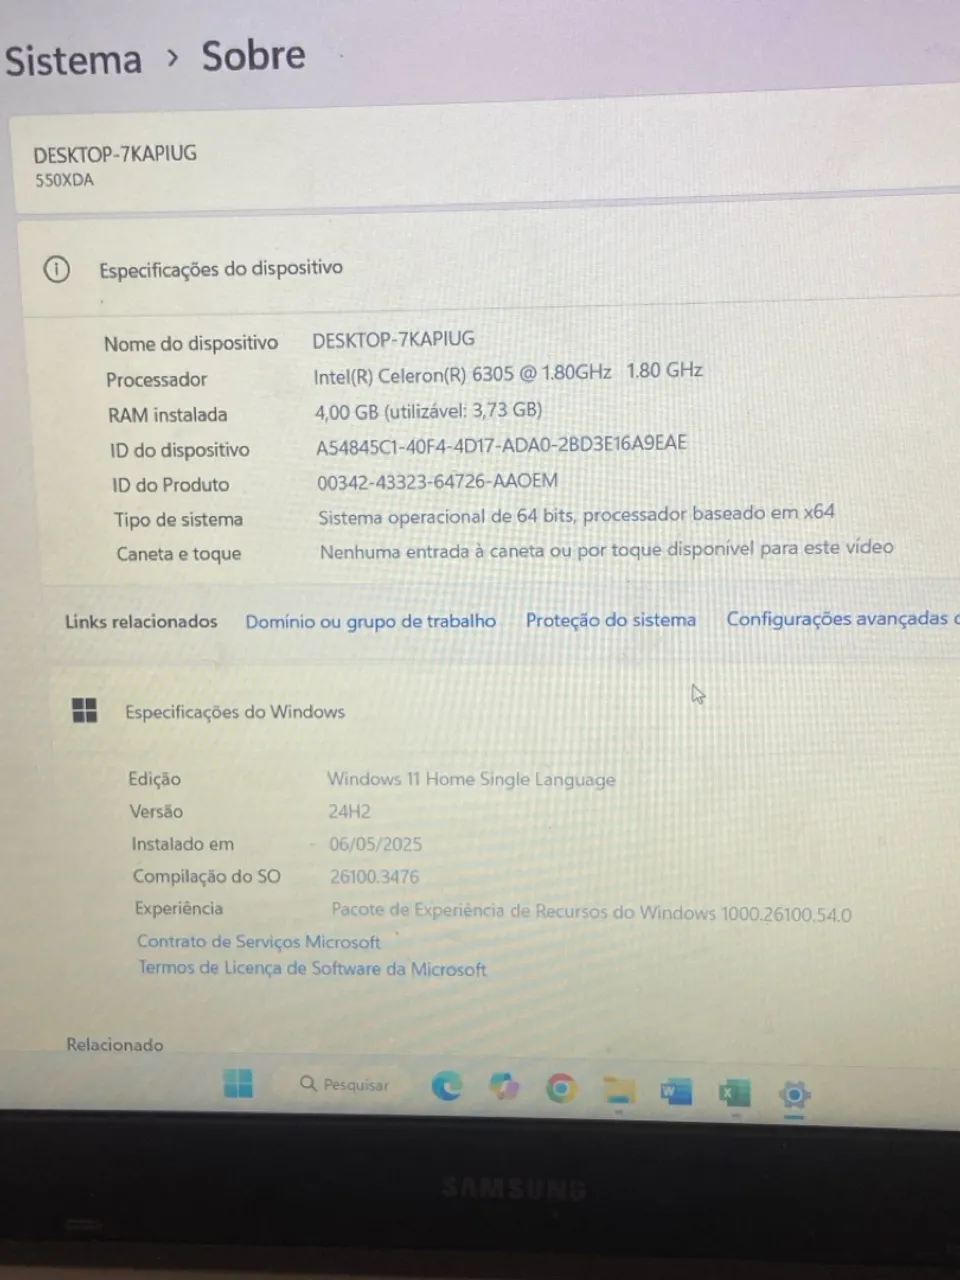 Sistema > Sobre
DESKTOP-7KAPIUG
550XDA
Especificações do dispositivo
Nome do dispositivo DESKTOP-7KAPIUG
Processador Intel(R) Celeron(R) 6305 @ 1.80GHz 1.80 GHz
RAM instalada 4,00 GB (utilizável: 3,73 GB)
ID do dispositivo A54845C1-40F4-4D17-ADA0-2BD3E16A9EAE
ID do Produto 00342-43323-64726-AAOEM
Tipo de sistema Sistema operacional de 64 bits, processador baseado em x64
Caneta e toque Nenhuma entrada à caneta ou por toque disponível para este vídeo
Links relacionados Domínio ou grupo de trabalho Proteção do sistema Configurações avançadas
Especificações do Windows
Edição Windows 11 Home Single Language
Versão 24H2
Instalado em 06/05/2025
Compilação do SO 26100.3476
Experiência Pacote de Experiência de Recursos do Windows 1000.26100.54.0
Contrato de Serviços Microsoft
Termos de Licença de Software da Microsoft
Relacionado
Pesquisar
SAMSUNG